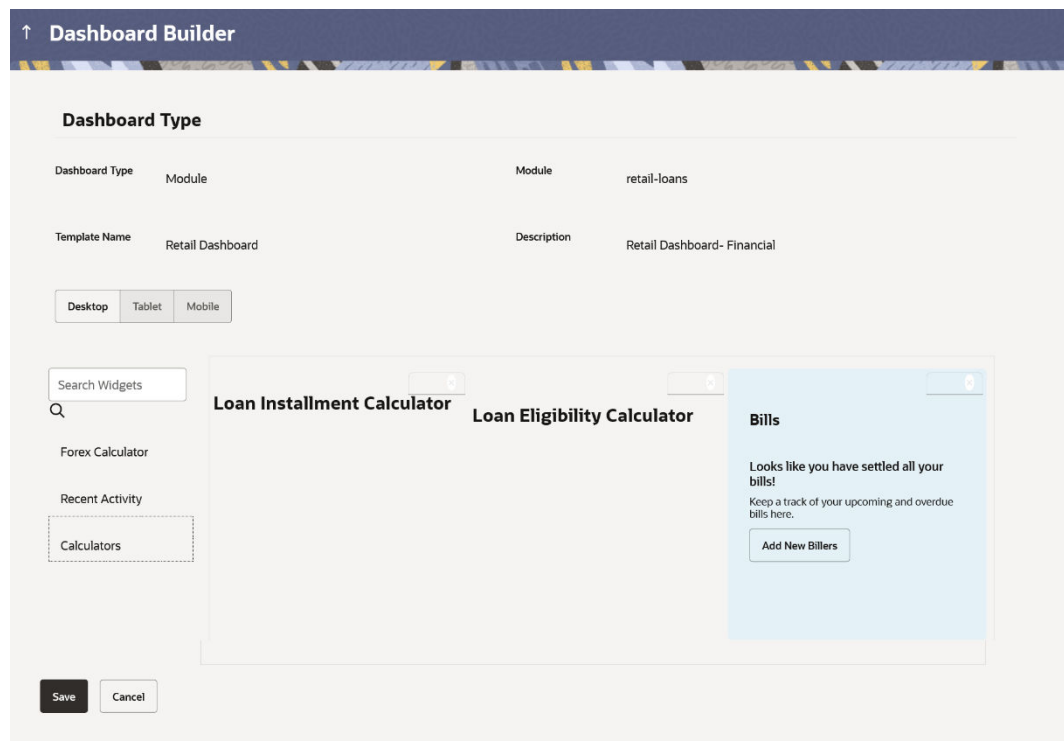 Dashboard Builder
Dashboard Type
Dashboard Type
Module
Module
retail-loans
Template Name
Retail Dashboard
Description
Retail Dashboard- Financial
Desktop
Tablet
Mobile
Search Widgets
Forex Calculator
Recent Activity
Calculators
Loan Installment Calculator
Loan Eligibility Calculator
Bills
Looks like you have settled all your
bills!
Keep a track of your upcoming and overdue
bills here.
Add New Billers
Save
Cancel